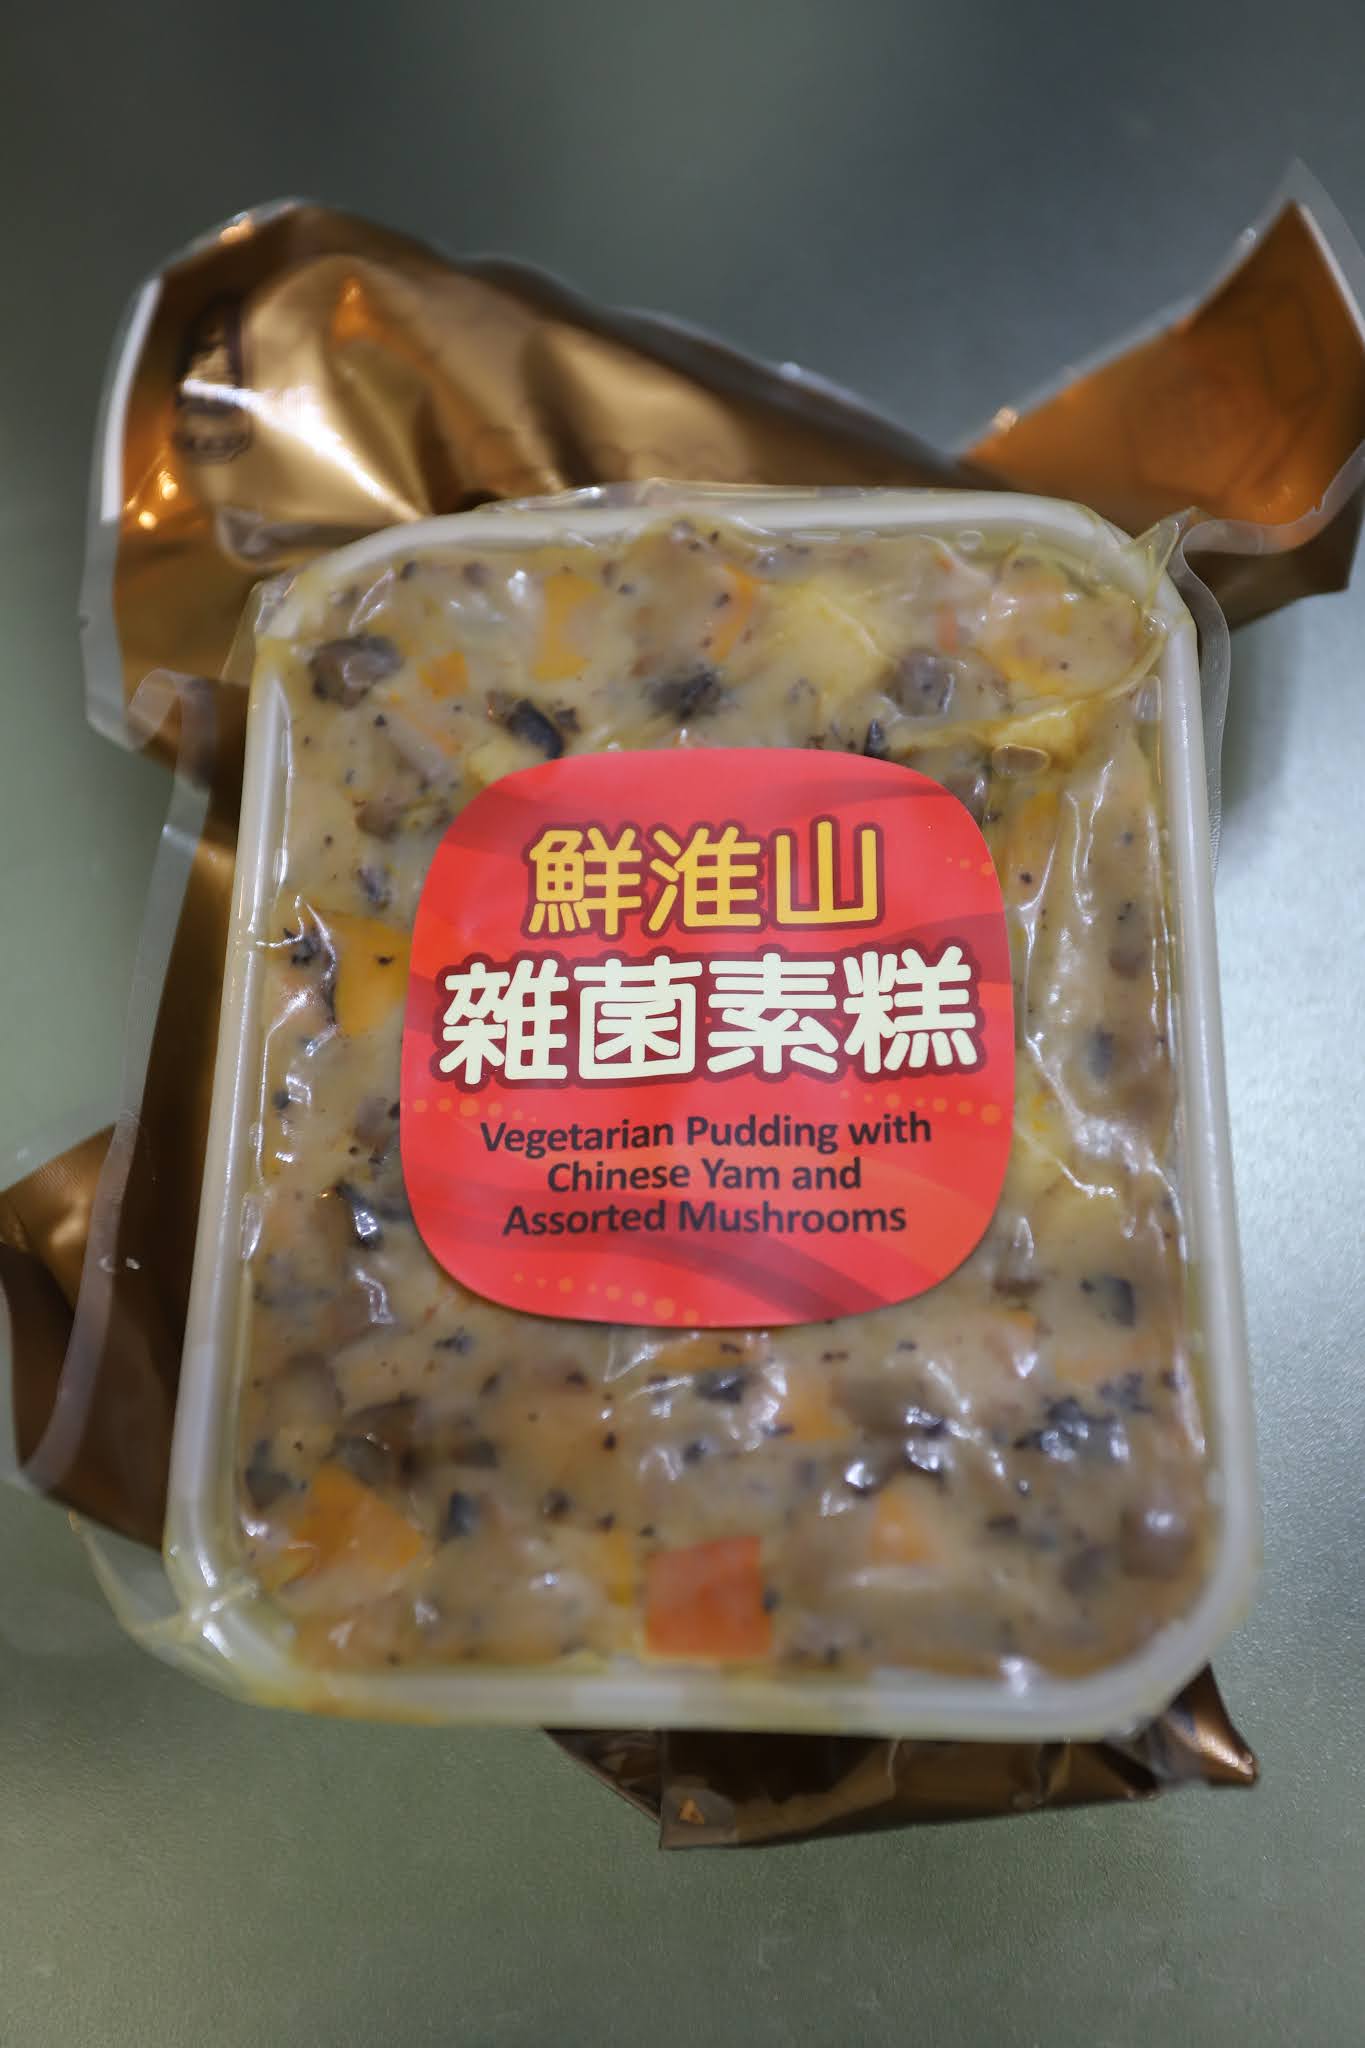 鮮淮山
雜菌素糕
Vegetarian Pudding with
Chinese Yam and
Assorted Mushrooms